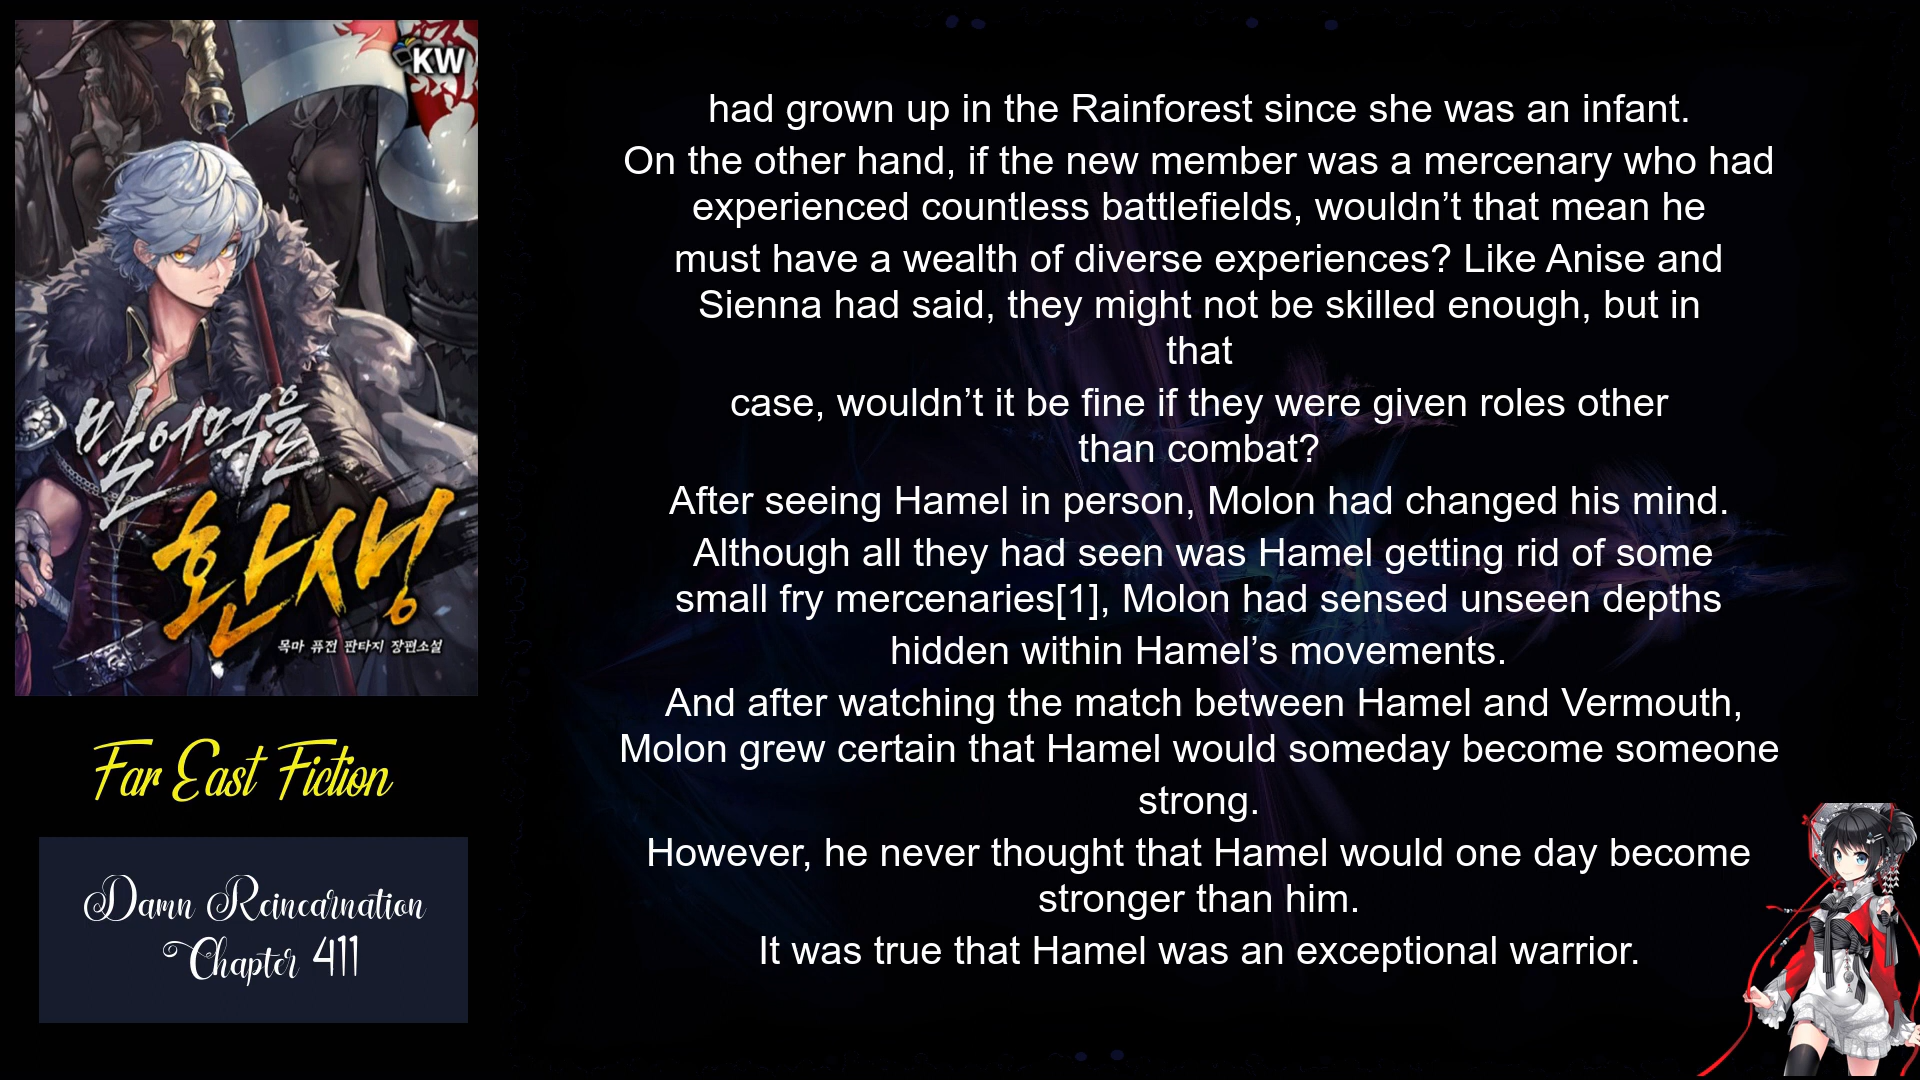 KW
빌어먹을
환생
목마 퓨전 판타지 장편소설
Far East Fiction
Damn Reincarnation
Chapter 411
had grown up in the Rainforest since she was an infant.
On the other hand, if the new member was a mercenary who had
experienced countless battlefields, wouldn’t that mean he
must have a wealth of diverse experiences? Like Anise and
Sienna had said, they might not be skilled enough, but in
that
case, wouldn’t it be fine if they were given roles other
than combat?
After seeing Hamel in person, Molon had changed his mind.
Although all they had seen was Hamel getting rid of some
small fry mercenaries[1], Molon had sensed unseen depths
hidden within Hamel’s movements.
And after watching the match between Hamel and Vermouth,
Molon grew certain that Hamel would someday become someone
strong.
However, he never thought that Hamel would one day become
stronger than him.
It was true that Hamel was an exceptional warrior.